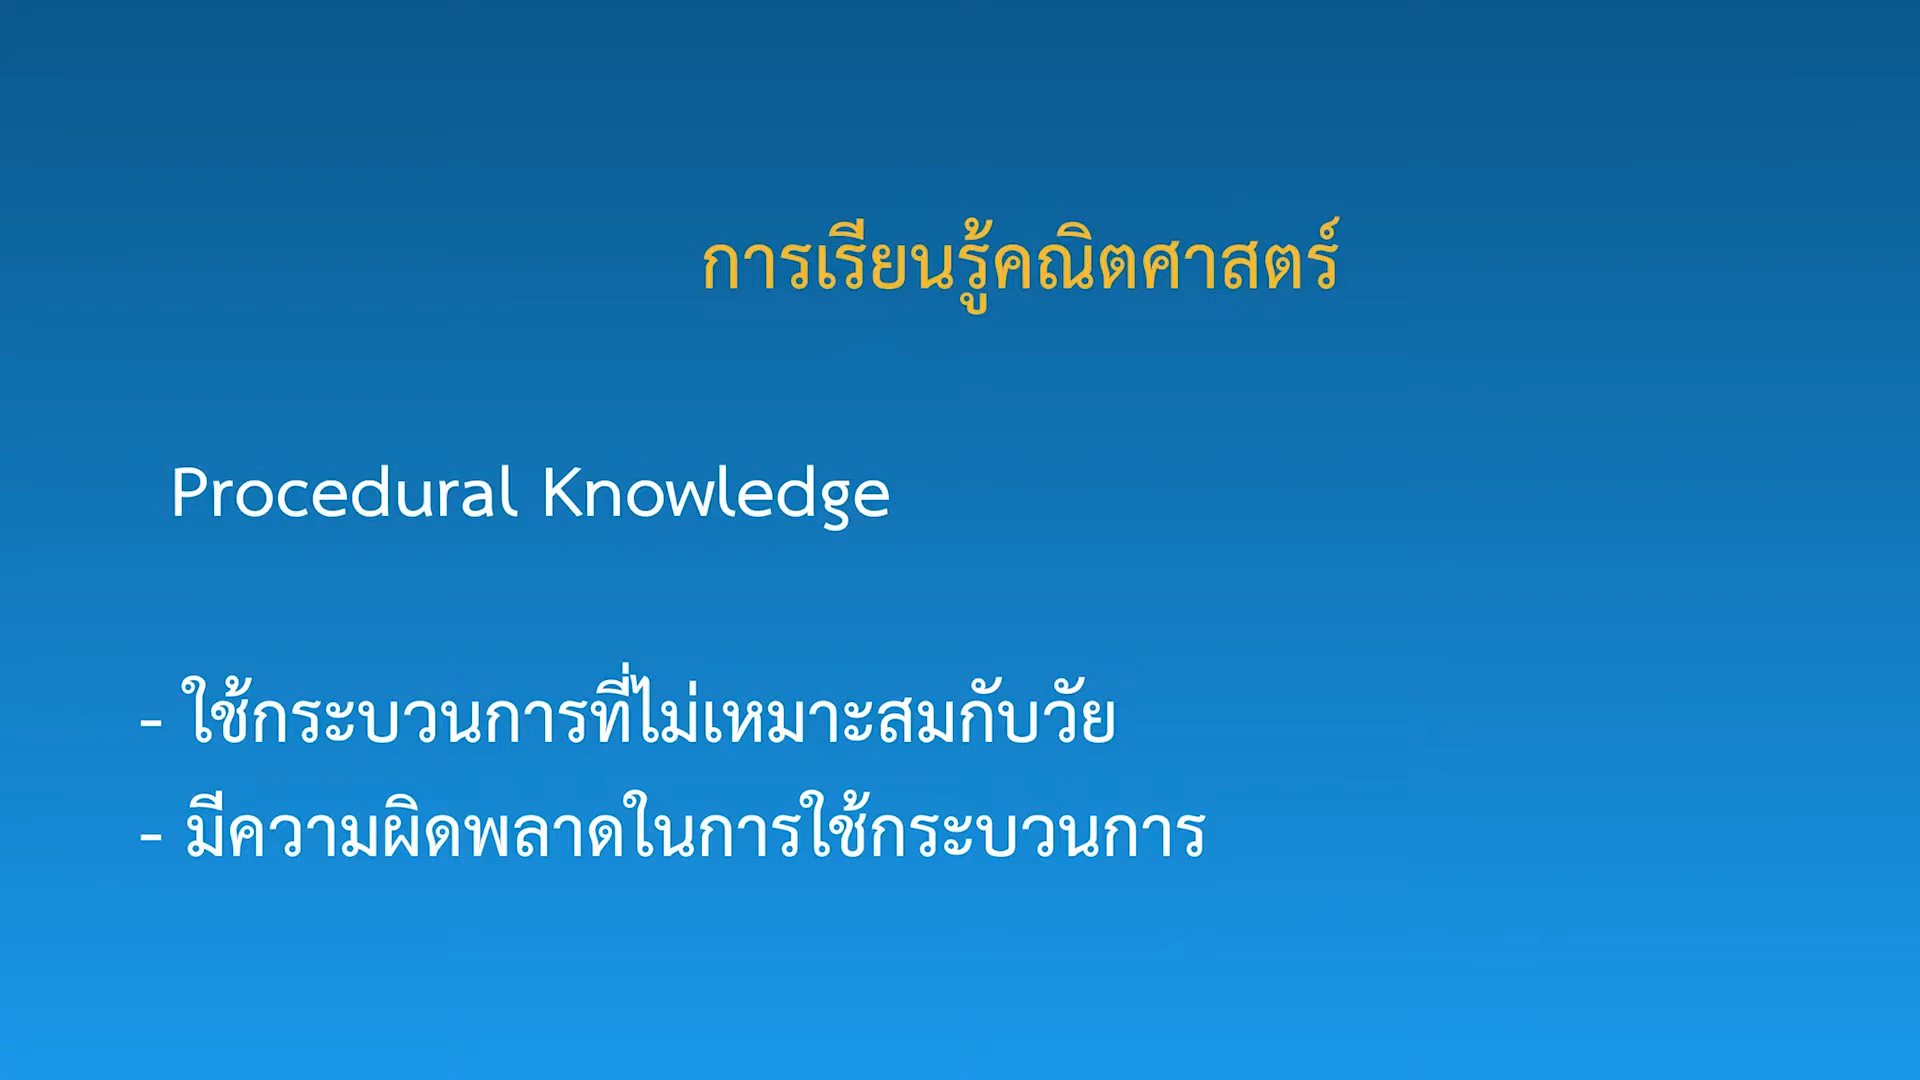 การเรียนรู้คณิตศาสตร์
Procedural Knowledge
- ใช้กระบวนการที่ไม่เหมาะสมกับวัย
- มีความผิดพลาดในการใช้กระบวนการ